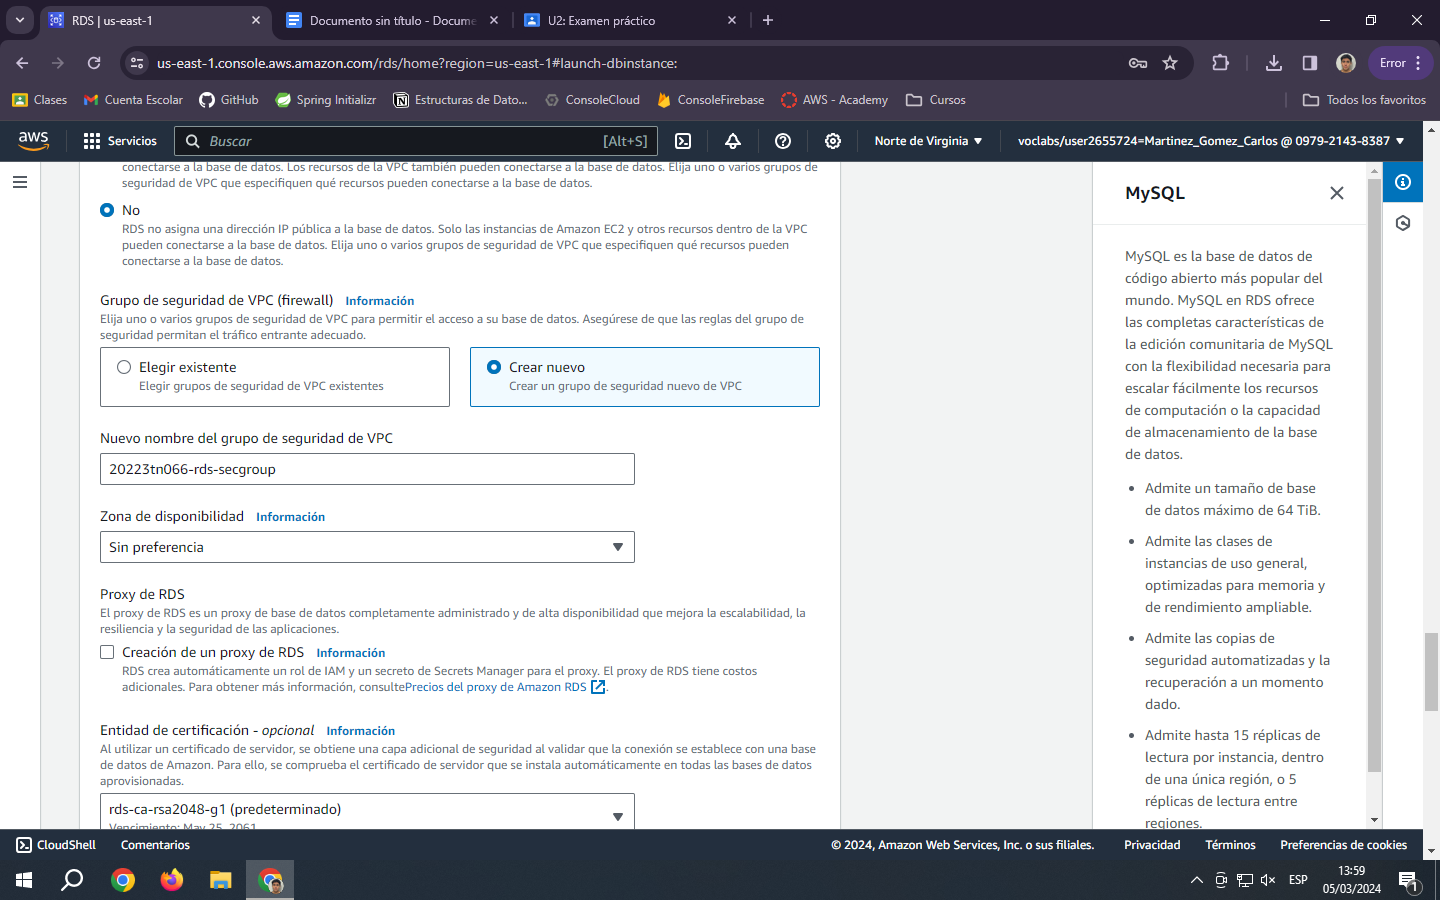 RDS | us-east-1
Documento sin título - Docume
U2: Examen práctico
us-east-1.console.aws.amazon.com/rds/home?region=us-east-1#launch-dbinstance:
Error
Clases
Cuenta Escolar
GitHub
Spring Initializr
Estructuras de Dato...
ConsoleCloud
ConsoleFirebase
AWS - Academy
Cursos
Todos los favoritos
aws
Servicios
Buscar
[Alt+S]
Norte de Virginia
voclabs/user2655724=Martinez_Gomez_Carlos @ 0979-2143-8387
conectarse a la base de datos. Los recursos de la VPC también pueden conectarse a la base de datos. Elija uno o varios grupos de
seguridad de VPC que especifiquen qué recursos pueden conectarse a la base de datos.
No
RDS no asigna una dirección IP pública a la base de datos. Solo las instancias de Amazon EC2 y otros recursos dentro de la VPC
pueden conectarse a la base de datos. Elija uno o varios grupos de seguridad de VPC que especifiquen qué recursos pueden
conectarse a la base de datos.
Grupo de seguridad de VPC (firewall) Información
Elija uno o varios grupos de seguridad de VPC para permitir el acceso a su base de datos. Asegúrese de que las reglas del grupo de
seguridad permitan el tráfico entrante adecuado.
Elegir existente
Elegir grupos de seguridad de VPC existentes
Crear nuevo
Crear un grupo de seguridad nuevo de VPC
Nuevo nombre del grupo de seguridad de VPC
20223tn066-rds-secgroup
Zona de disponibilidad Información
Sin preferencia
Proxy de RDS
El proxy de RDS es un proxy de base de datos completamente administrado y de alta disponibilidad que mejora la escalabilidad, la
resiliencia y la seguridad de las aplicaciones.
Creación de un proxy de RDS Información
RDS crea automáticamente un rol de IAM y un secreto de Secrets Manager para el proxy. El proxy de RDS tiene costos
adicionales. Para obtener más información, consultePrecios del proxy de Amazon RDS .
Entidad de certificación - opcional Información
Al utilizar un certificado de servidor, se obtiene una capa adicional de seguridad al validar que la conexión se establece con una base
de datos de Amazon. Para ello, se comprueba el certificado de servidor que se instala automáticamente en todas las bases de datos
aprovisionadas.
rds-ca-rsa2048-g1 (predeterminado)
Vencimiento: May 25, 2061
MySQL
MySQL es la base de datos de
código abierto más popular del
mundo. MySQL en RDS ofrece
las completas características de
la edición comunitaria de MySQL
con la flexibilidad necesaria para
escalar fácilmente los recursos
de computación o la capacidad
de almacenamiento de la base
de datos.
Admite un tamaño de base
de datos máximo de 64 TiB.
Admite las clases de
instancias de uso general,
optimizadas para memoria y
de rendimiento ampliable.
Admite las copias de
seguridad automatizadas y la
recuperación a un momento
dado.
Admite hasta 15 réplicas de
lectura por instancia, dentro
de una única región, o 5
réplicas de lectura entre
regiones.
CloudShell
Comentarios
© 2024, Amazon Web Services, Inc. o sus filiales.
Privacidad
Términos
Preferencias de cookies
ESP
13:59
05/03/2024
1